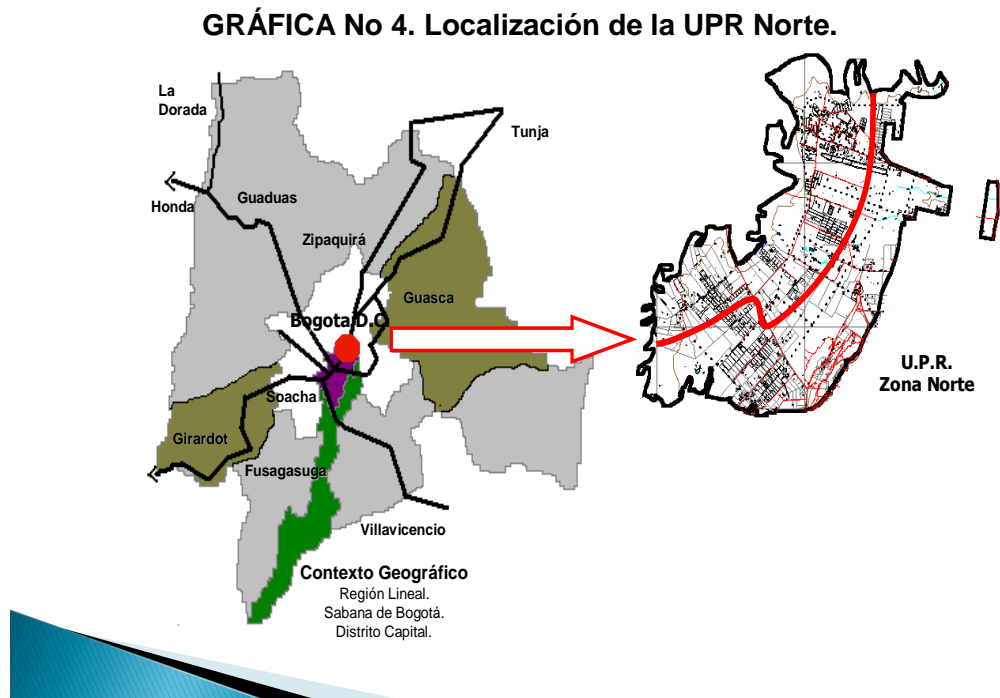 GRÁFICA No 4. Localización de la UPR Norte.
La
Dorada
Tunja
Guaduas
Honda
Zipaquirá
Guasca
Bogota D.C.
U.P.R.
Zona Norte
Soacha
Girardot
Fusagasuga
Villavicencio
Contexto Geográfico
Región Lineal.
Sabana de Bogotá.
Distrito Capital.